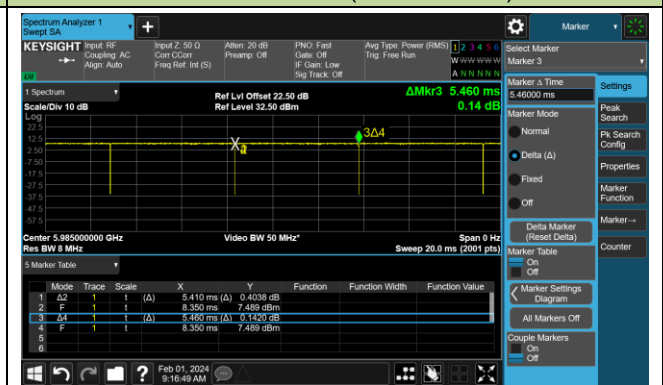 Spectrum Analyzer 1
Swept SA
Marker
KEYSIGHT
Input: RF
Coupling: AC
Align: Auto
Input Z: 50 Ω
Corr CCorr
Freq Ref: Int (S)
Atten: 20 dB
Preamp: Off
PNO: Fast
Gate: Off
IF Gain: Low
Sig Track: Off
Avg Type: Power (RMS)
Trig: Free Run
1 2 3 4 5 6
W W W W W W
A N N N N N
Select Marker
Marker 3
1 Spectrum
Scale/Div 10 dB
Ref Lvl Offset 22.50 dB
Ref Level 32.50 dBm
ΔMkr3 5.460 ms
0.14 dB
Log
22.5
12.5
2.50
-7.50
-17.5
-27.5
-37.5
-47.5
-57.5
3Δ4
Center 5.985000000 GHz
Res BW 8 MHz
Video BW 50 MHz*
Span 0 Hz
Sweep 20.0 ms (2001 pts)
5 Marker Table
Mode Trace Scale X Y Function Function Width Function Value
1 Δ2 1 t (Δ) 5.410 ms (Δ) 0.4038 dB
2 F 1 t 8.350 ms 7.489 dBm
3 Δ4 1 t (Δ) 5.460 ms (Δ) 0.1420 dB
4 F 1 t 8.350 ms 7.489 dBm
5
6
Marker Δ Time
5.46000 ms
Marker Mode
Normal
Delta (Δ)
Fixed
Off
Delta Marker
(Reset Delta)
Marker Table
On
Off
Marker Settings
Diagram
All Markers Off
Couple Markers
On
Off
Settings
Peak
Search
Pk Search
Config
Properties
Marker
Function
Marker→
Counter
Feb 01, 2024
9:16:49 AM